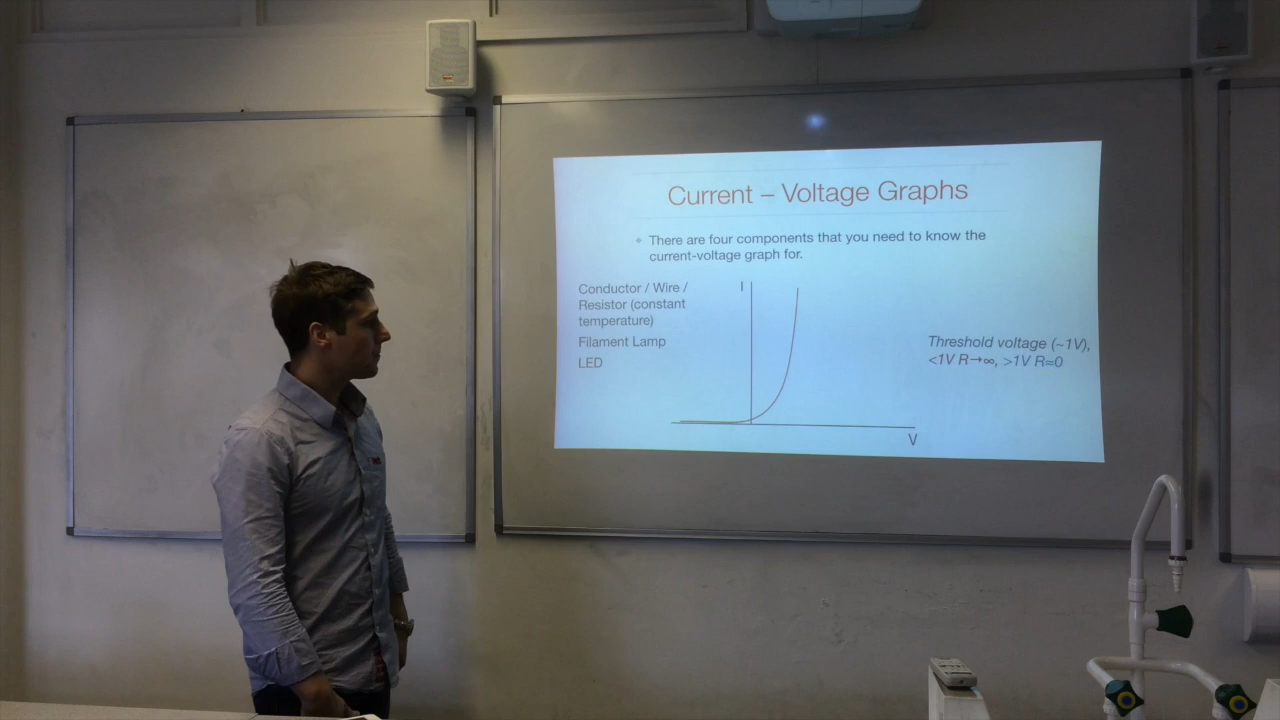 Current – Voltage Graphs
There are four components that you need to know the
current-voltage graph for.
Conductor / Wire /
Resistor (constant
temperature)
Filament Lamp
LED
I
V
Threshold voltage (~1V),
<1V R→∞, >1V R≈0